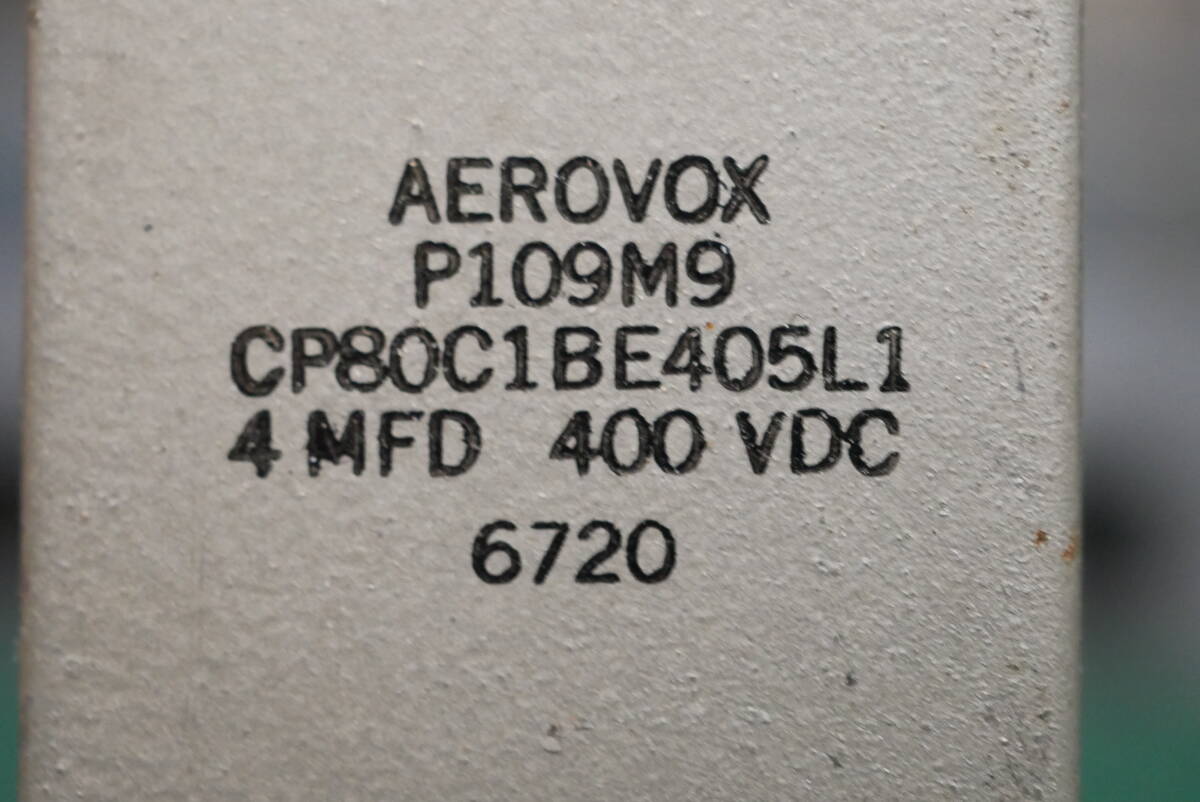 AEROVOX
P109M9
CP80C1BE405L1
4 MFD 400 VDC
6720